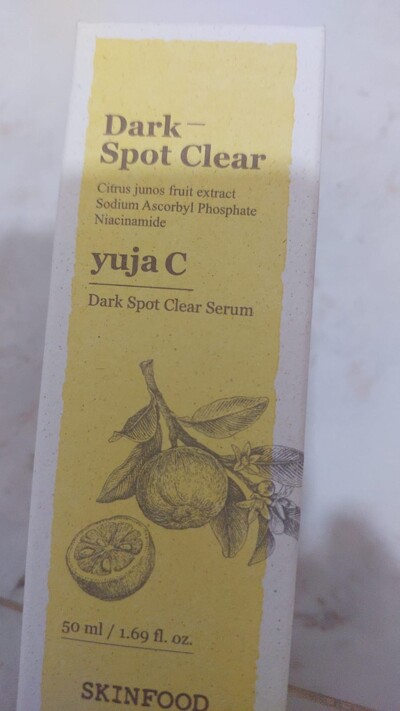 Dark —
Spot Clear
Citrus junos fruit extract
Sodium Ascorbyl Phosphate
Niacinamide
yuja C
Dark Spot Clear Serum
50 ml / 1.69 fl. oz.
SKINFOOD